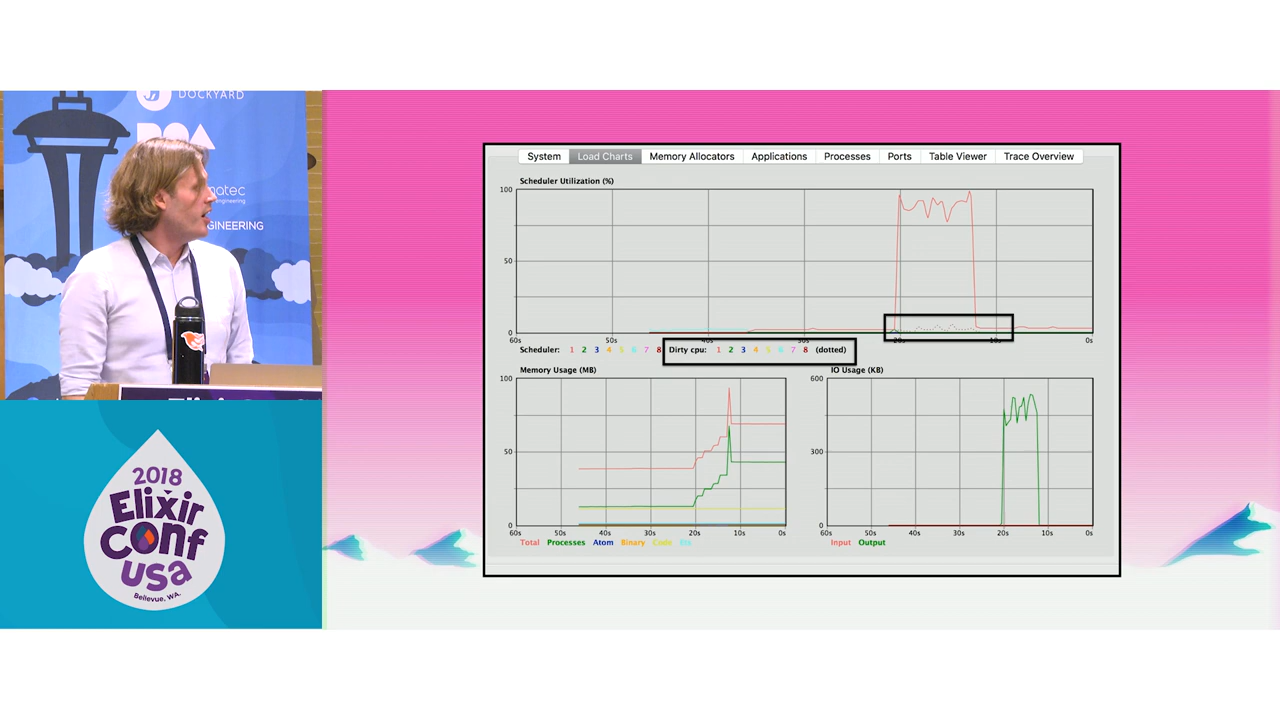 DOCKYARD
matec
engineering
GINEERING
2018
Elixir
conf
usa
Bellevue, WA.
System Load Charts Memory Allocators Applications Processes Ports Table Viewer Trace Overview
Scheduler Utilization (%)
100
50
0
60s 50s 40s 30s 20s 10s 0s
Scheduler: 1 2 3 4 5 6 7 8 Dirty cpu: 1 2 3 4 5 6 7 8 (dotted)
Memory Usage (MB)
100
50
0
60s 50s 40s 30s 20s 10s 0s
Total Processes Atom Binary Code Ets
IO Usage (KB)
600
300
0
60s 50s 40s 30s 20s 10s 0s
Input Output